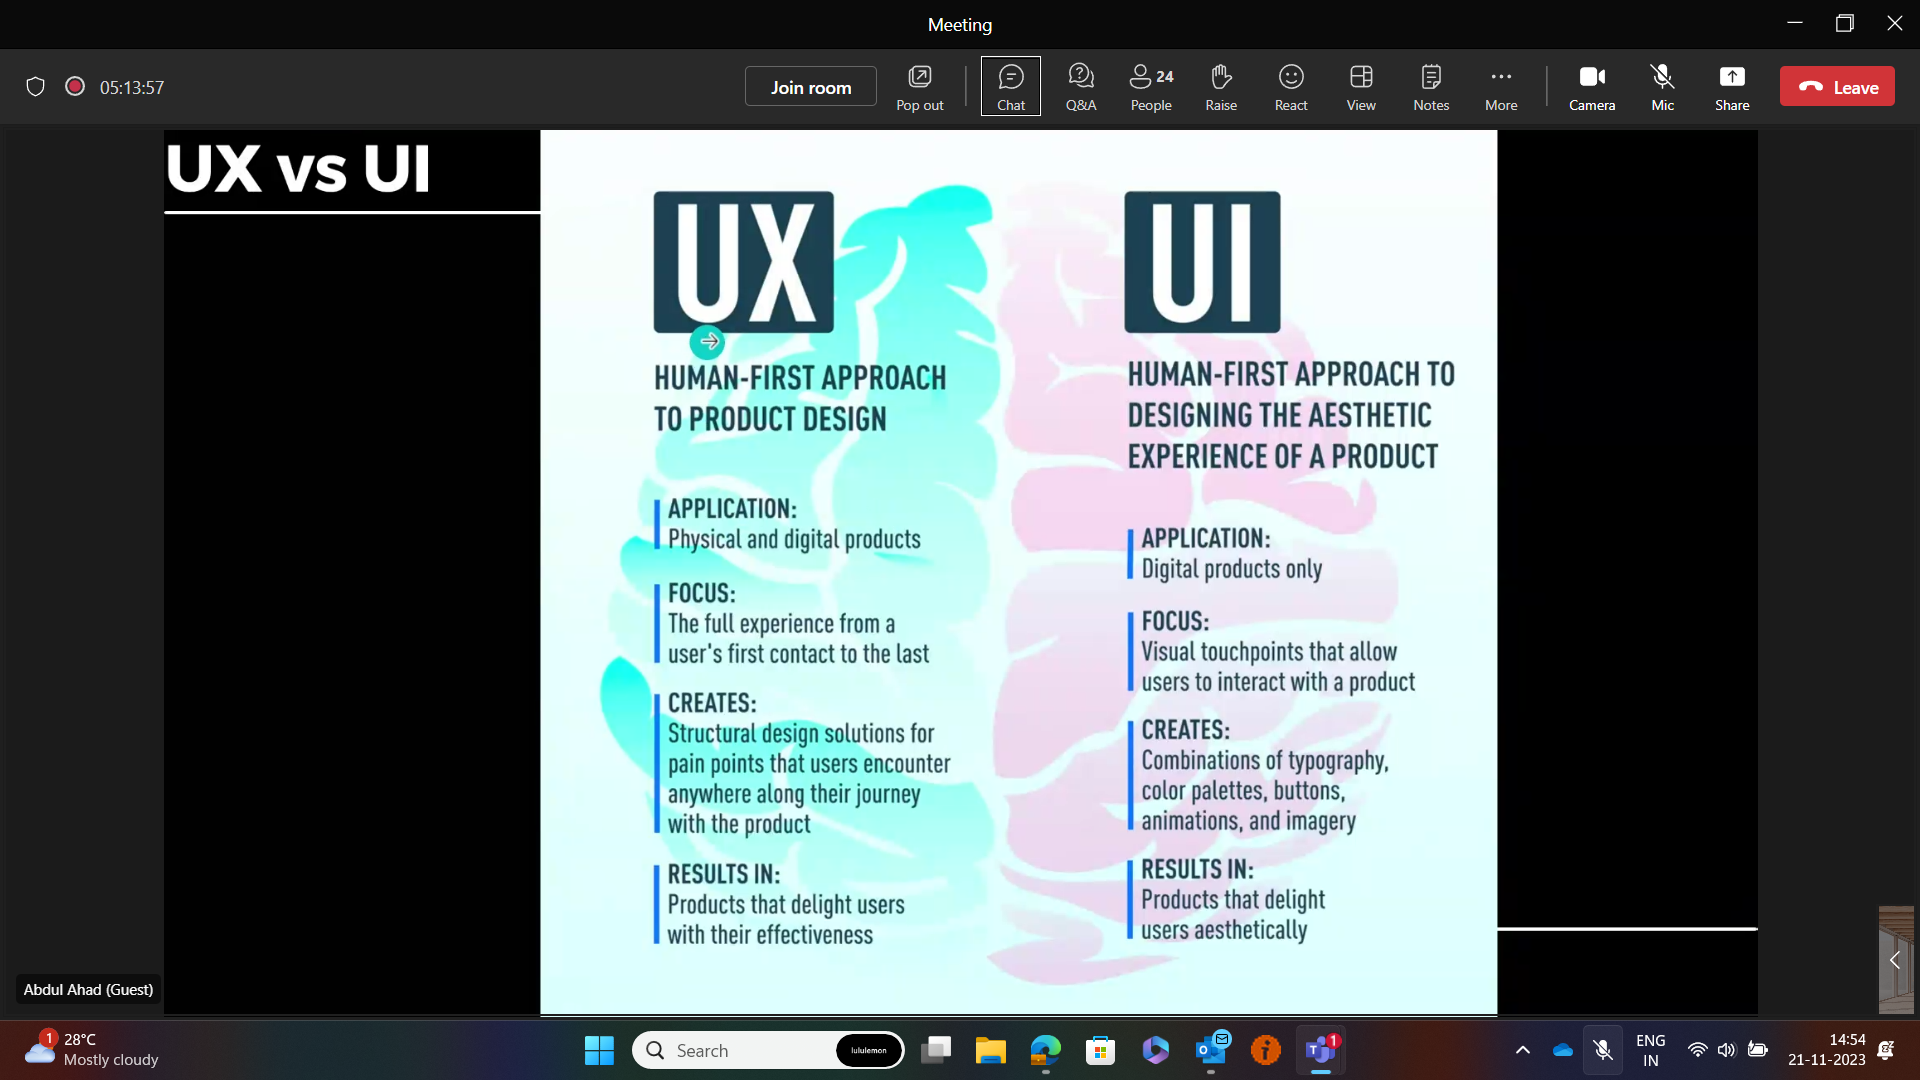 Meeting
05:13:57
Join room
Pop out
Chat
Q&A
24
People
Raise
React
View
Notes
More
Camera
Mic
Share
Leave
UX vs UI
UX
HUMAN-FIRST APPROACH
TO PRODUCT DESIGN
APPLICATION:
Physical and digital products
FOCUS:
The full experience from a
user's first contact to the last
CREATES:
Structural design solutions for
pain points that users encounter
anywhere along their journey
with the product
RESULTS IN:
Products that delight users
with their effectiveness
UI
HUMAN-FIRST APPROACH TO
DESIGNING THE AESTHETIC
EXPERIENCE OF A PRODUCT
APPLICATION:
Digital products only
FOCUS:
Visual touchpoints that allow
users to interact with a product
CREATES:
Combinations of typography,
color palettes, buttons,
animations, and imagery
RESULTS IN:
Products that delight
users aesthetically
Abdul Ahad (Guest)
1
28°C
Mostly cloudy
Search
lululemon
1
ENG
IN
14:54
21-11-2023